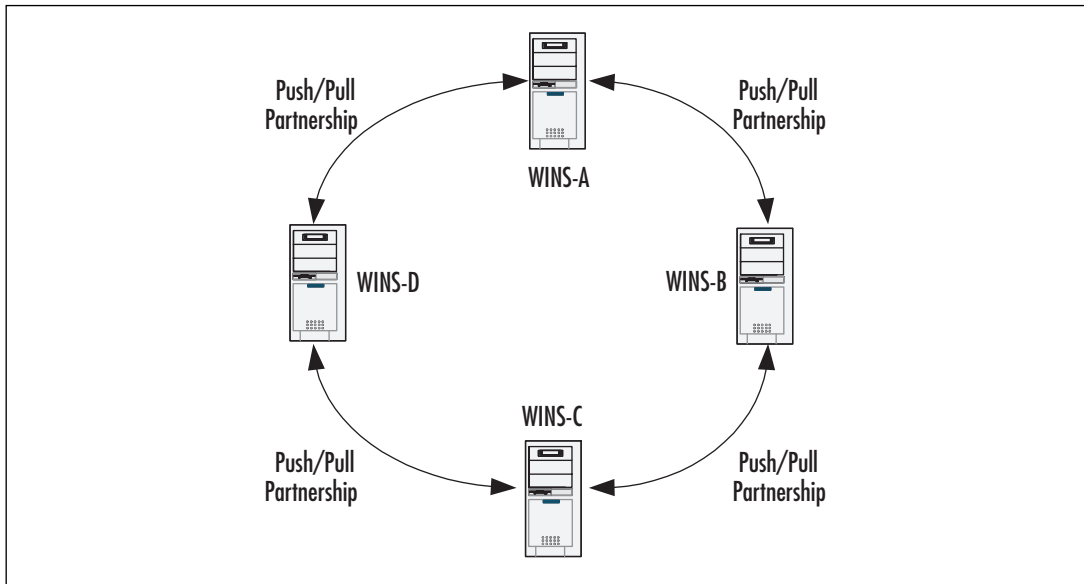 Push/Pull
Partnership
Push/Pull
Partnership
WINS-A
WINS-D
WINS-B
WINS-C
Push/Pull
Partnership
Push/Pull
Partnership